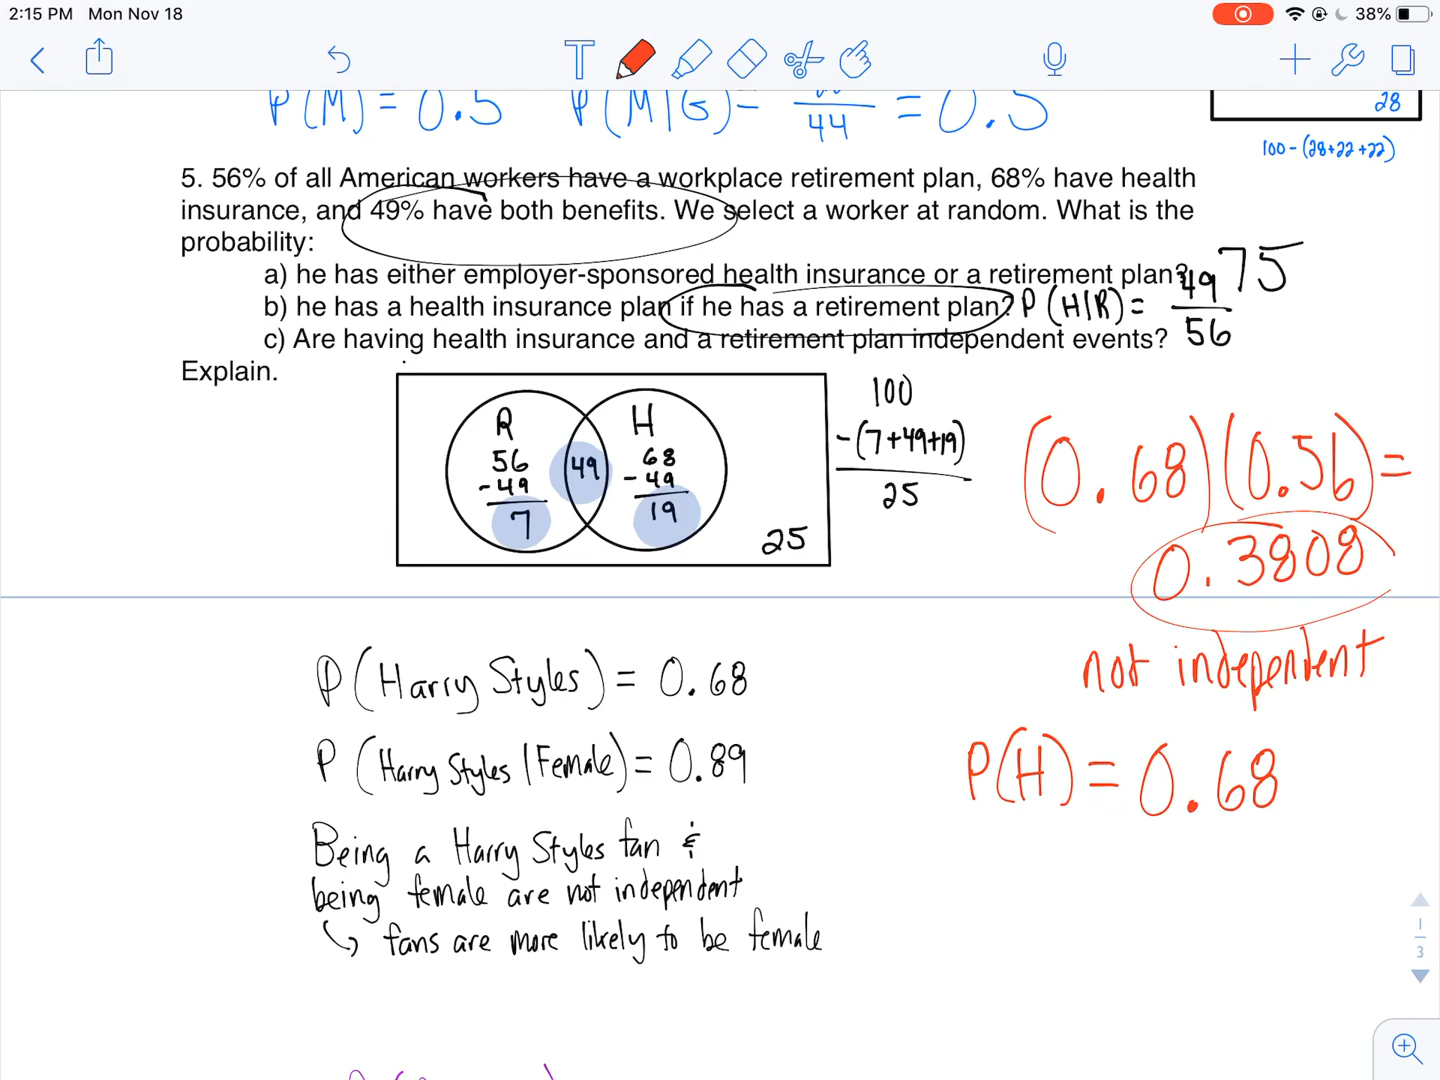 2:15 PM Mon Nov 18
38%
P(M) = 0.5 P(M|G) = /44 = 0.5
28
100 - (28+22+22)
5. 56% of all American workers have a workplace retirement plan, 68% have health
insurance, and 49% have both benefits. We select a worker at random. What is the
probability:
a) he has either employer-sponsored health insurance or a retirement plan? 75
b) he has a health insurance plan if he has a retirement plan? P(H|R) = 49/56
c) Are having health insurance and a retirement plan independent events?
Explain.
R
56
-49
7
49
H
68
-49
19
25
100
-(7+49+19)
25
(0.68)(0.56) =
0.3808
not independent
P(H) = 0.68
P(Harry Styles) = 0.68
P(Harry Styles | Female) = 0.89
Being a Harry Styles fan &
being female are not independent
↳ fans are more likely to be female
1
3